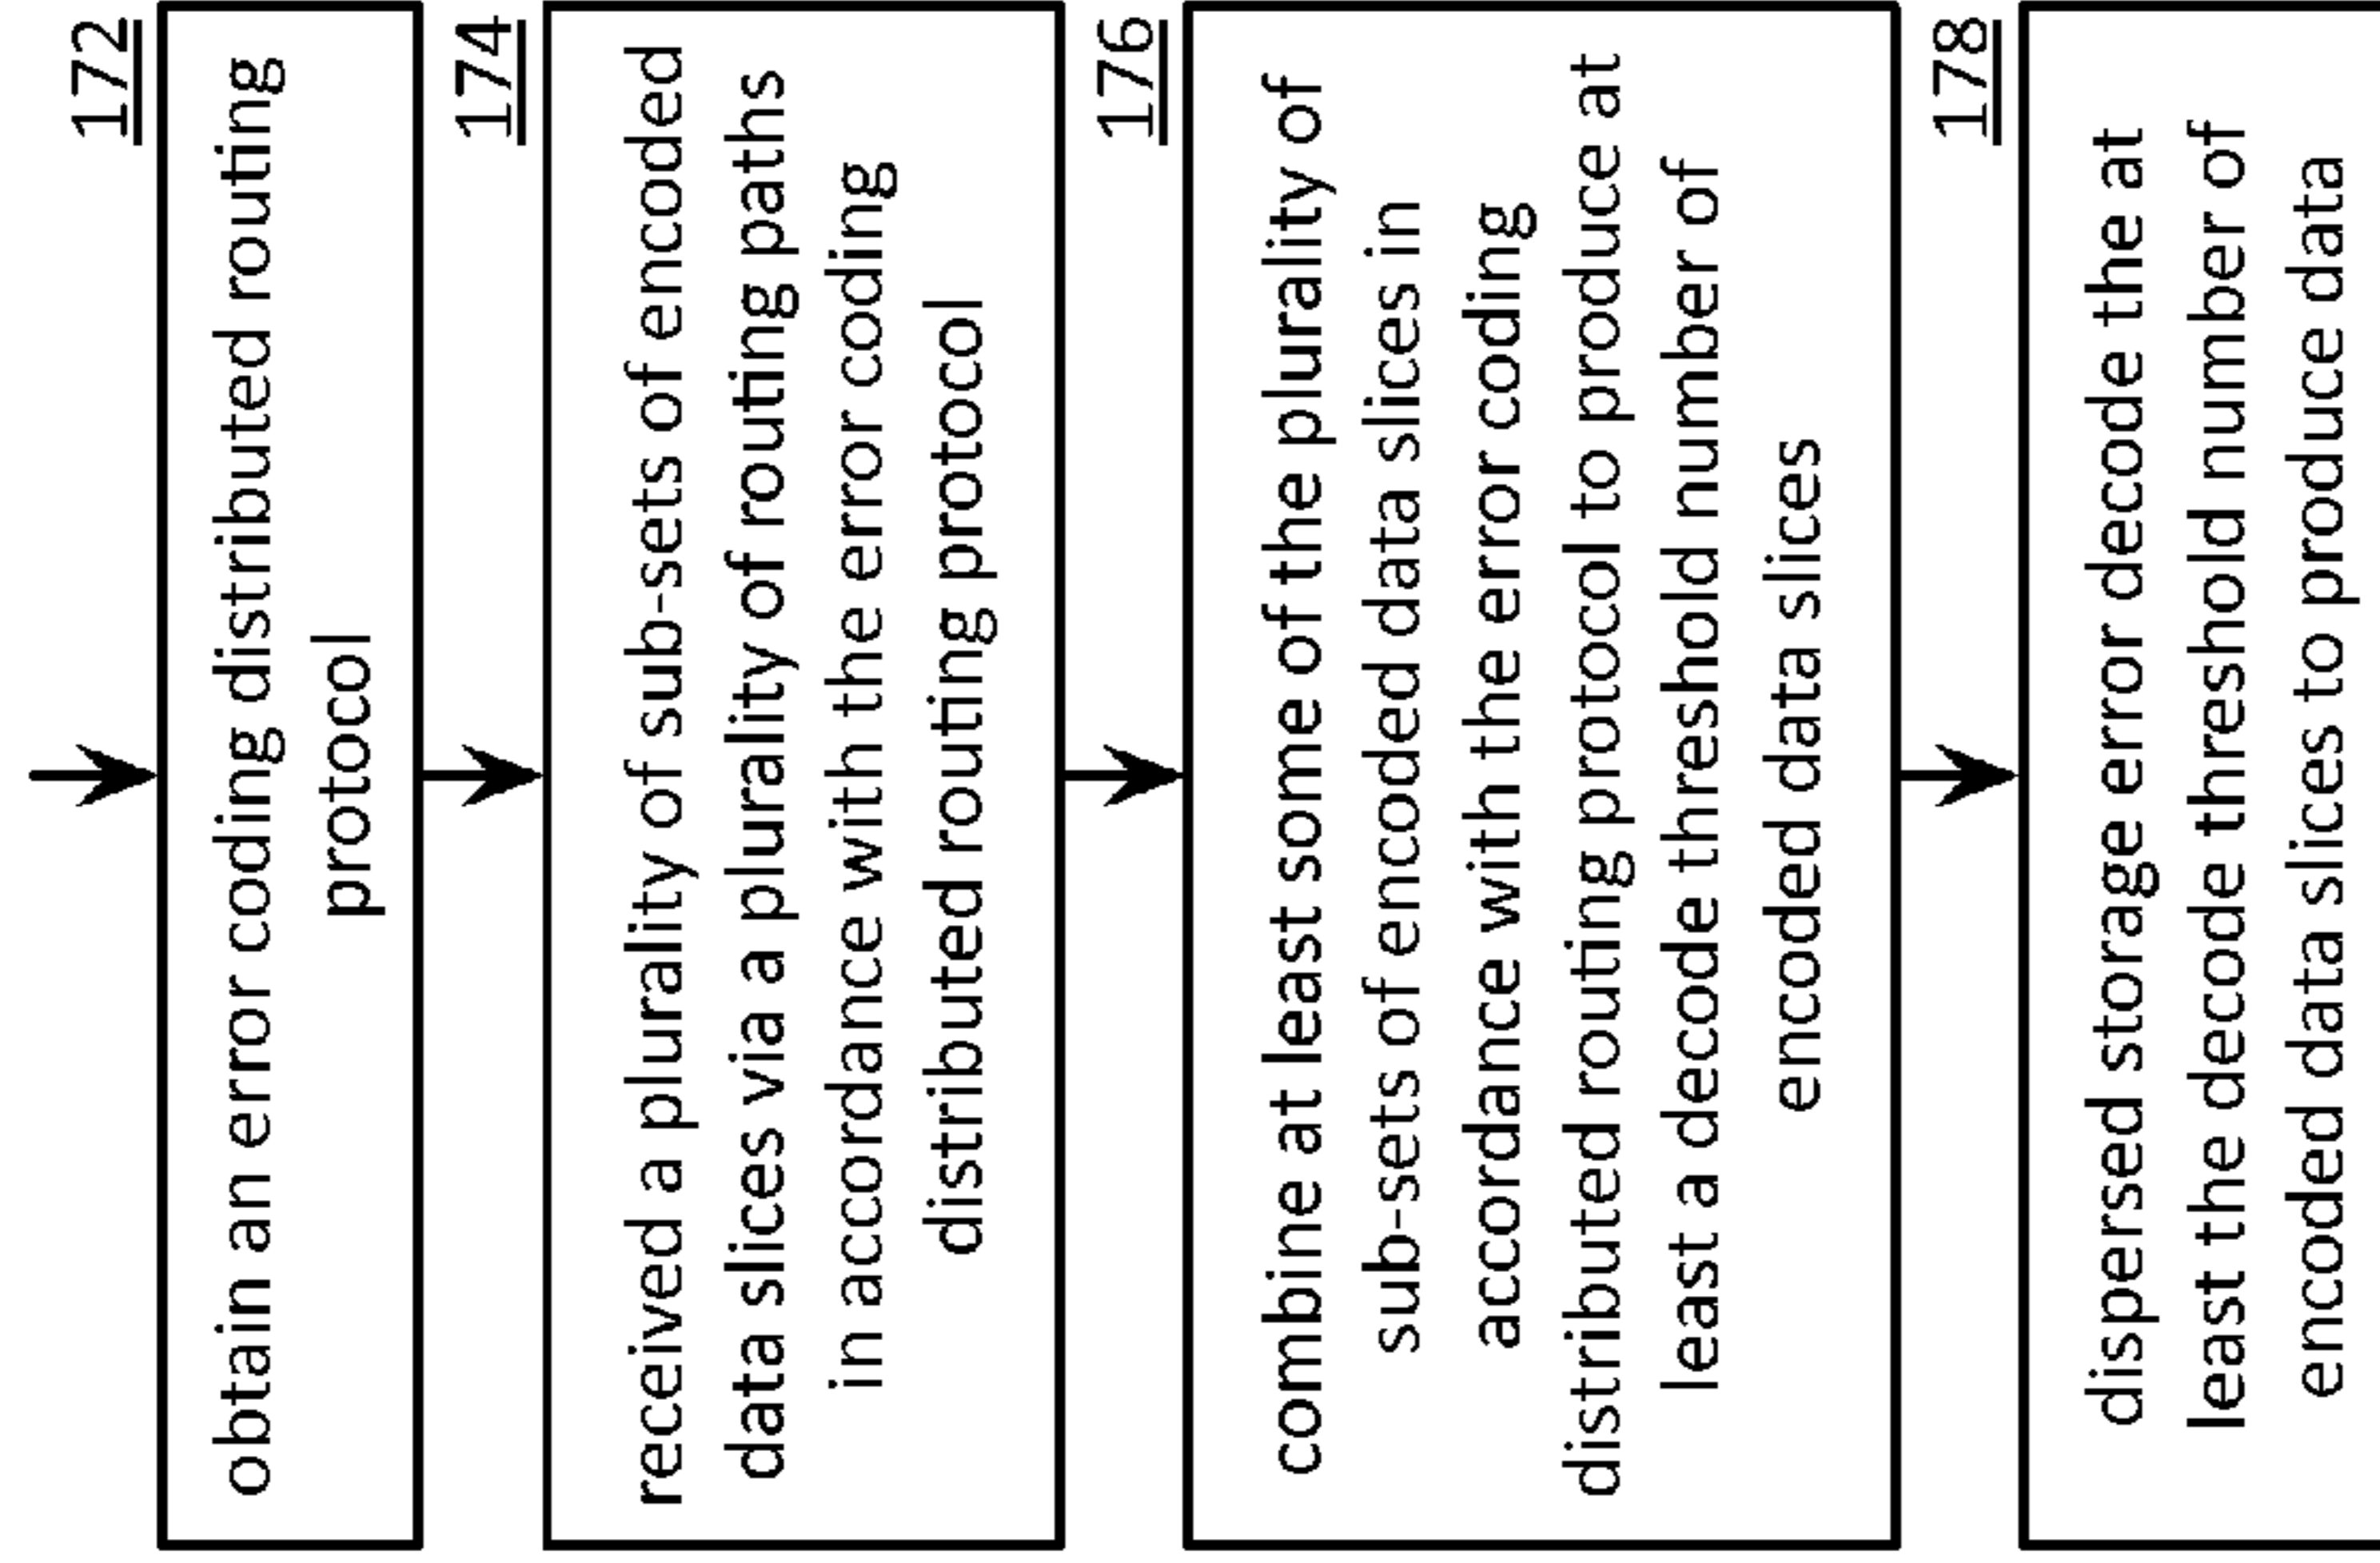 172
obtain an error coding distributed routing
protocol
174
received a plurality of sub-sets of encoded
data slices via a plurality of routing paths
in accordance with the error coding
distributed routing protocol
176
combine at least some of the plurality of
sub-sets of encoded data slices in
accordance with the error coding
distributed routing protocol to produce at
least a decode threshold number of
encoded data slices
178
dispersed storage error decode the at
least the decode threshold number of
encoded data slices to produce data